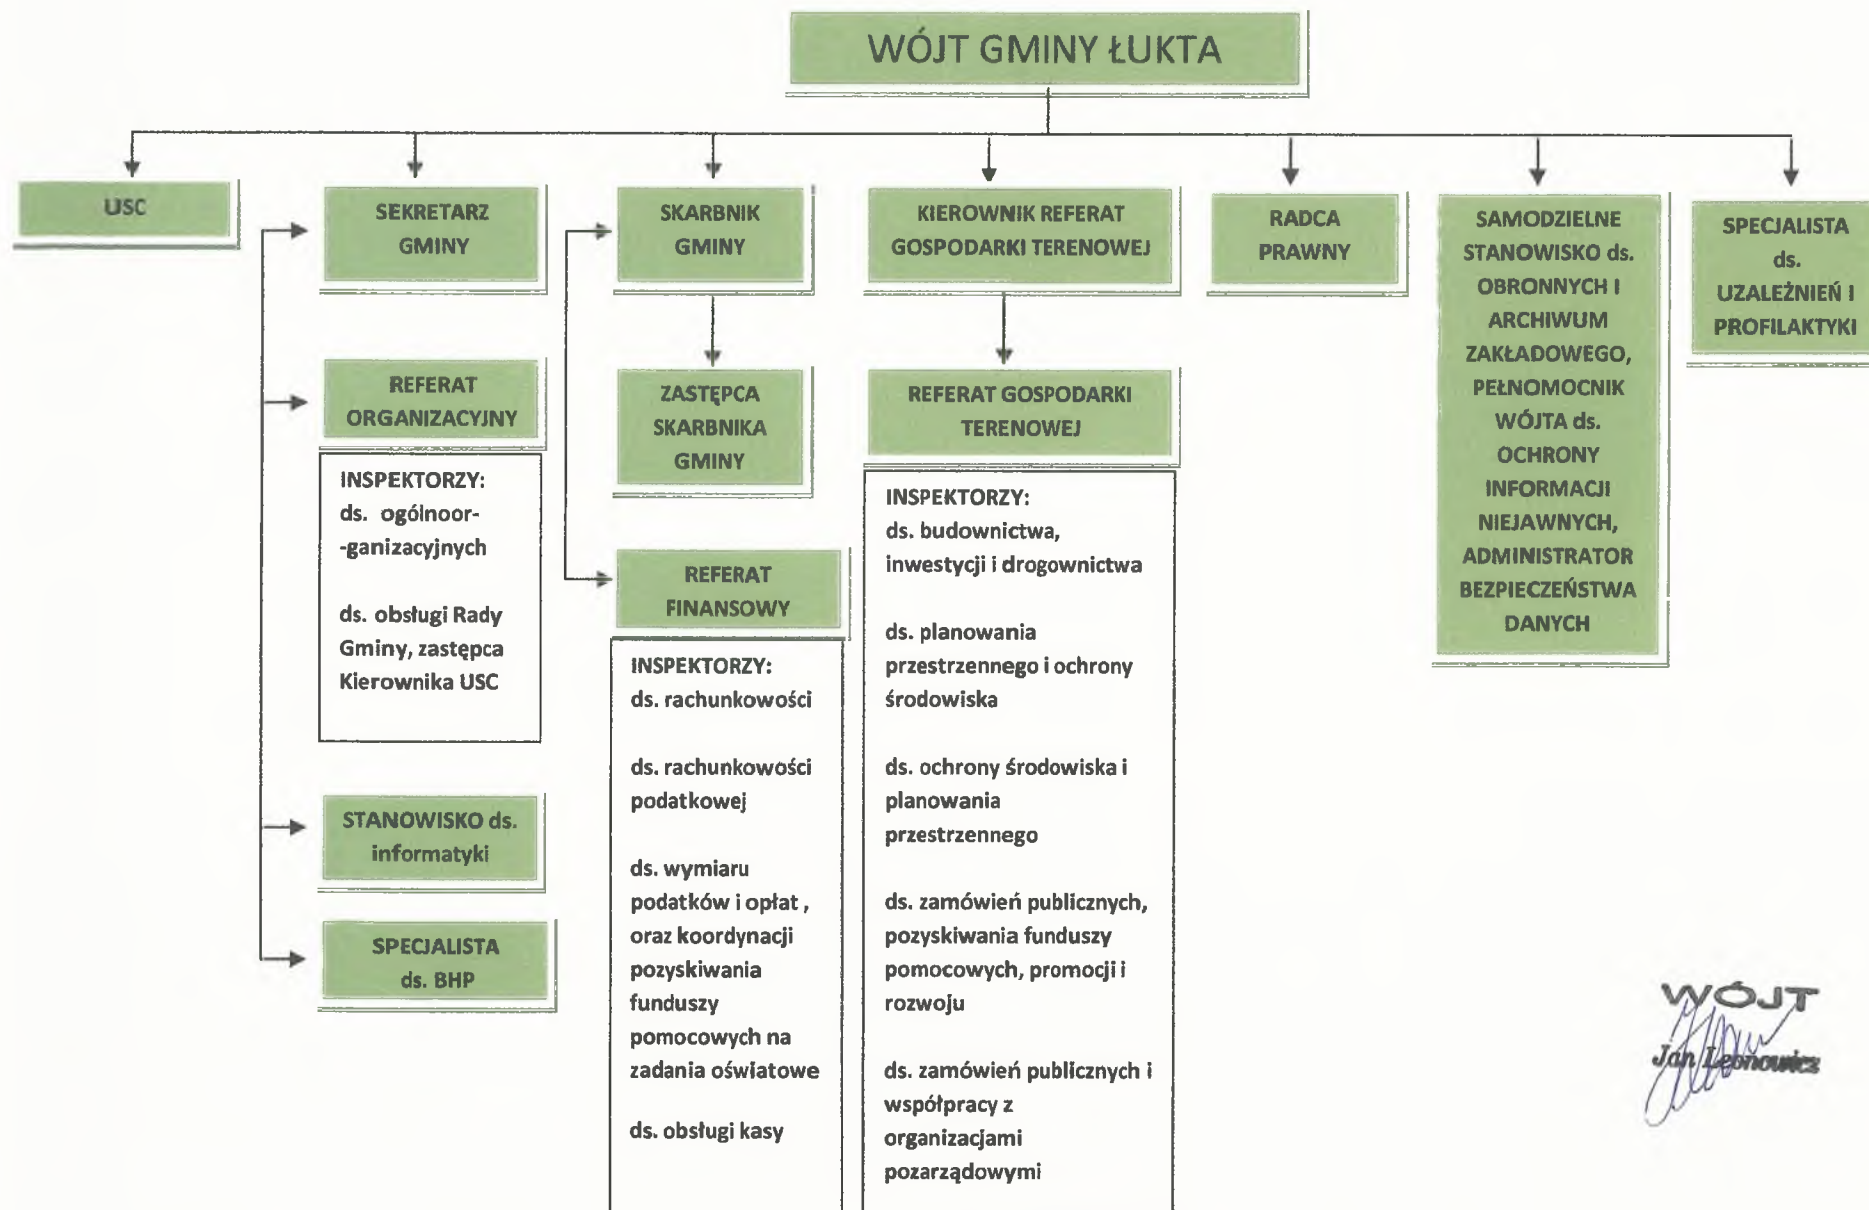 WÓJT GMINY ŁUKTA
USC
SEKRETARZ
GMINY
REFERAT
ORGANIZACYJNY
INSPEKTORZY:
ds. ogólnoor-
-ganizacyjnych
ds. obsługi Rady
Gminy, zastępca
Kierownika USC
STANOWISKO ds.
informatyki
SPECJALISTA
ds. BHP
SKARBNIK
GMINY
ZASTĘPCA
SKARBNIKA
GMINY
REFERAT
FINANSOWY
INSPEKTORZY:
ds. rachunkowości
ds. rachunkowości
podatkowej
ds. wymiaru
podatków i opłat ,
oraz koordynacji
pozyskiwania
funduszy
pomocowych na
zadania oświatowe
ds. obsługi kasy
KIEROWNIK REFERAT
GOSPODARKI TERENOWEJ
REFERAT GOSPODARKI
TERENOWEJ
INSPEKTORZY:
ds. budownictwa,
inwestycji i drogownictwa
ds. planowania
przestrzennego i ochrony
środowiska
ds. ochrony środowiska i
planowania
przestrzennego
ds. zamówień publicznych,
pozyskiwania funduszy
pomocowych, promocji i
rozwoju
ds. zamówień publicznych i
współpracy z
organizacjami
pozarządowymi
RADCA
PRAWNY
SAMODZIELNE
STANOWISKO ds.
OBRONNYCH I
ARCHIWUM
ZAKŁADOWEGO,
PEŁNOMOCNIK
WÓJTA ds.
OCHRONY
INFORMACJI
NIEJAWNYCH,
ADMINISTRATOR
BEZPIECZEŃSTWA
DANYCH
SPECJALISTA
ds.
UZALEŻNIEŃ I
PROFILAKTYKI
WÓJT
Jan Leonowicz